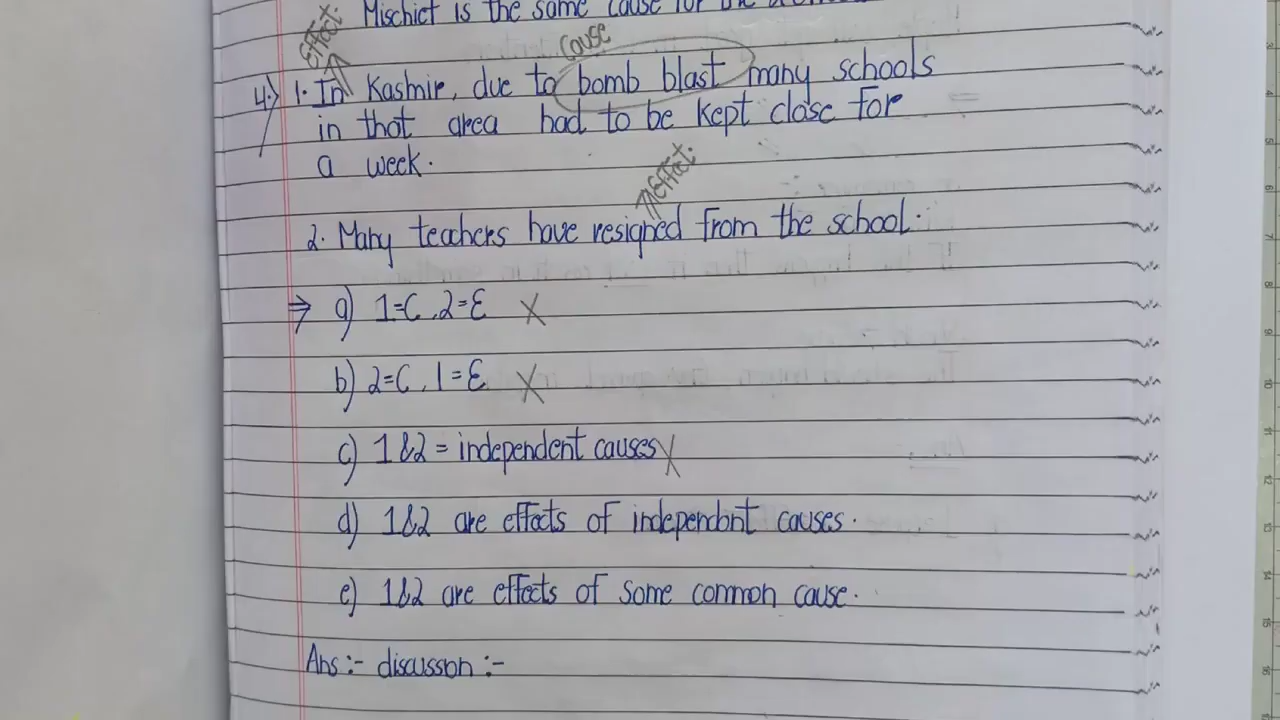 Mischief is the same cause for the
effect.
cause
4.) 1. In Kashmir, due to bomb blast many schools
in that area had to be kept close for
a week.
effect.
2. Many teachers have resigned from the school.
⇒ a) 1=C, 2=E X
b) 2=C, 1=E X
c) 1&2 = independent causes X
d) 1&2 are effects of independent causes.
e) 1&2 are effects of some common cause.
Ans :- discusson :-